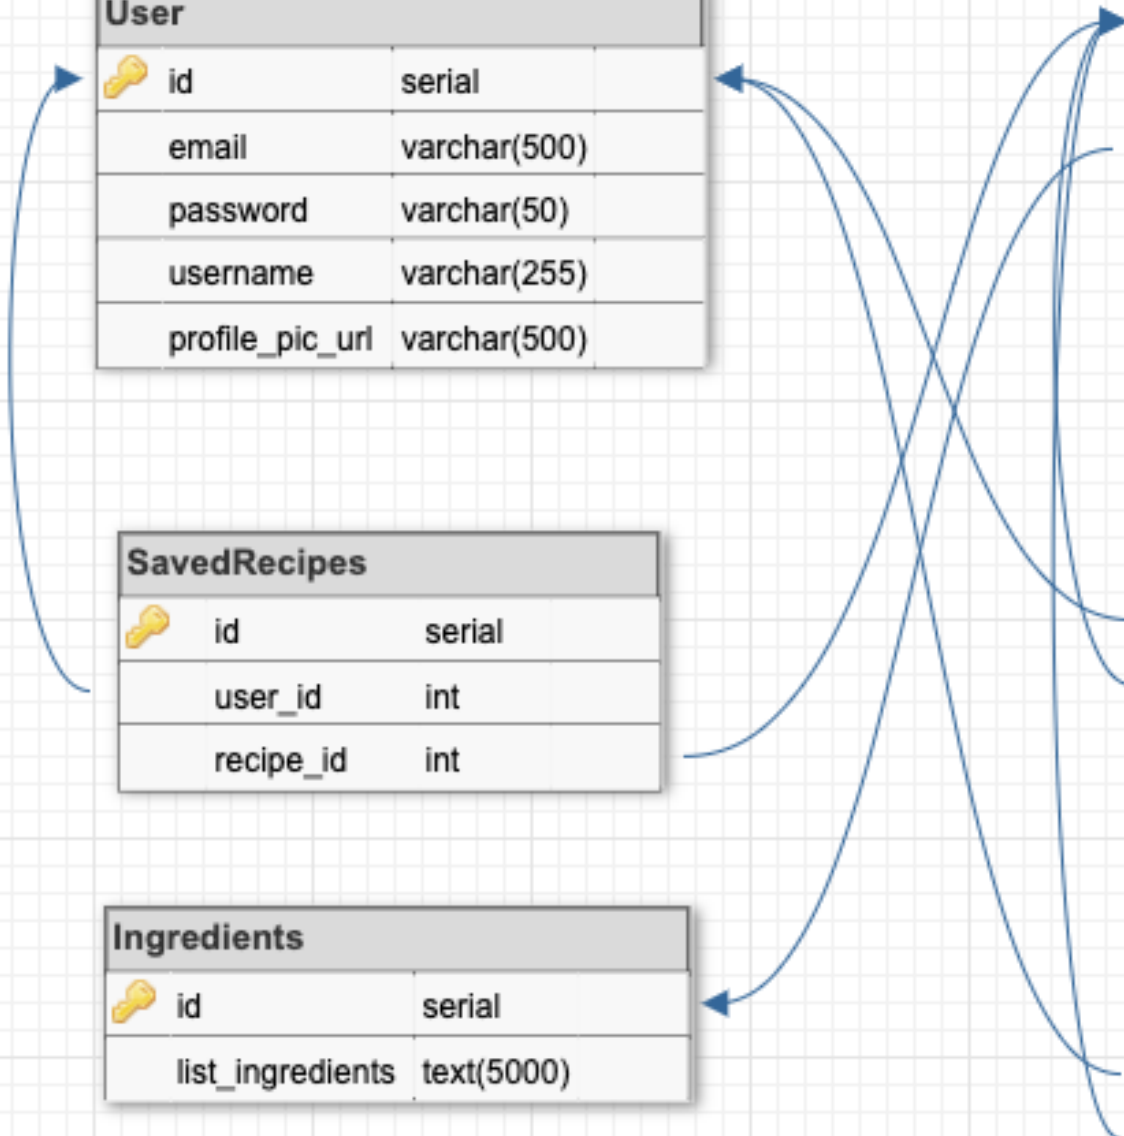 User
id serial
email varchar(500)
password varchar(50)
username varchar(255)
profile_pic_url varchar(500)
SavedRecipes
id serial
user_id int
recipe_id int
Ingredients
id serial
list_ingredients text(5000)